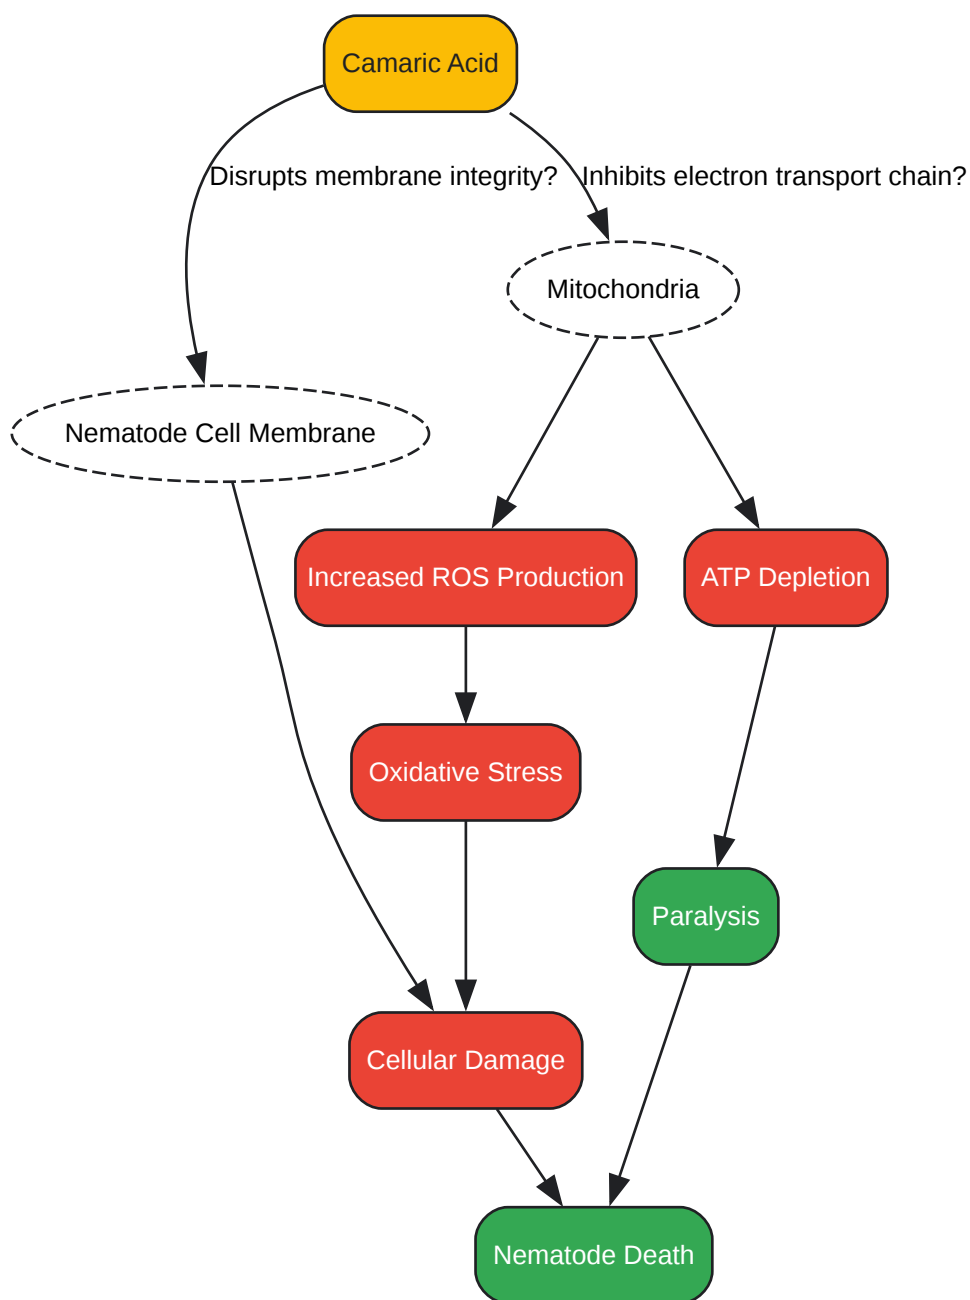 Camaric Acid
Disrupts membrane integrity?
Inhibits electron transport chain?
Mitochondria
Nematode Cell Membrane
Increased ROS Production
ATP Depletion
Oxidative Stress
Paralysis
Cellular Damage
Nematode Death